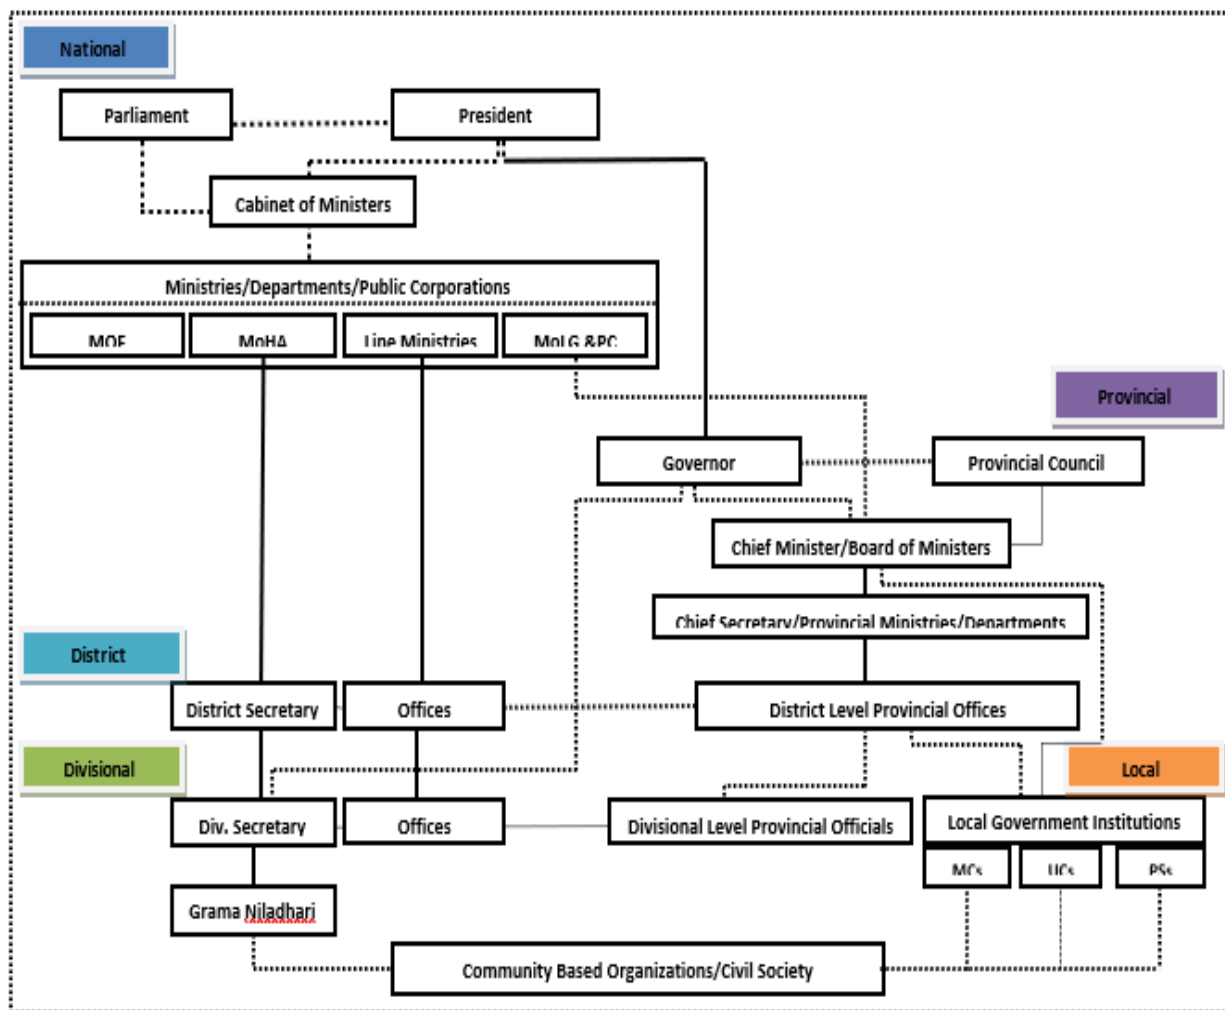 National
Parliament
President
Cabinet of Ministers
Ministries/Departments/Public Corporations
MOF
MoHA
Line Ministries
MoLG &PC
Provincial
Governor
Provincial Council
Chief Minister/Board of Ministers
Chief Secretary/Provincial Ministries/Departments
District
District Secretary
Offices
District Level Provincial Offices
Divisional
Local
Div. Secretary
Offices
Divisional Level Provincial Officials
Local Government Institutions
MCs
UCs
PSs
Grama Niladhari
Community Based Organizations/Civil Society